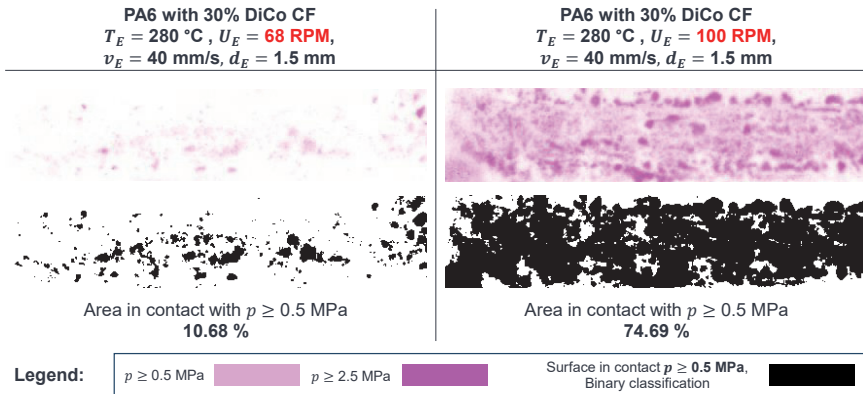 PA6 with 30% DiCo CF
T_E = 280 °C , U_E = 68 RPM,
v_E = 40 mm/s, d_E = 1.5 mm
PA6 with 30% DiCo CF
T_E = 280 °C , U_E = 100 RPM,
v_E = 40 mm/s, d_E = 1.5 mm
Area in contact with p ≥ 0.5 MPa
10.68 %
Area in contact with p ≥ 0.5 MPa
74.69 %
Legend:
p ≥ 0.5 MPa
p ≥ 2.5 MPa
Surface in contact p ≥ 0.5 MPa,
Binary classification